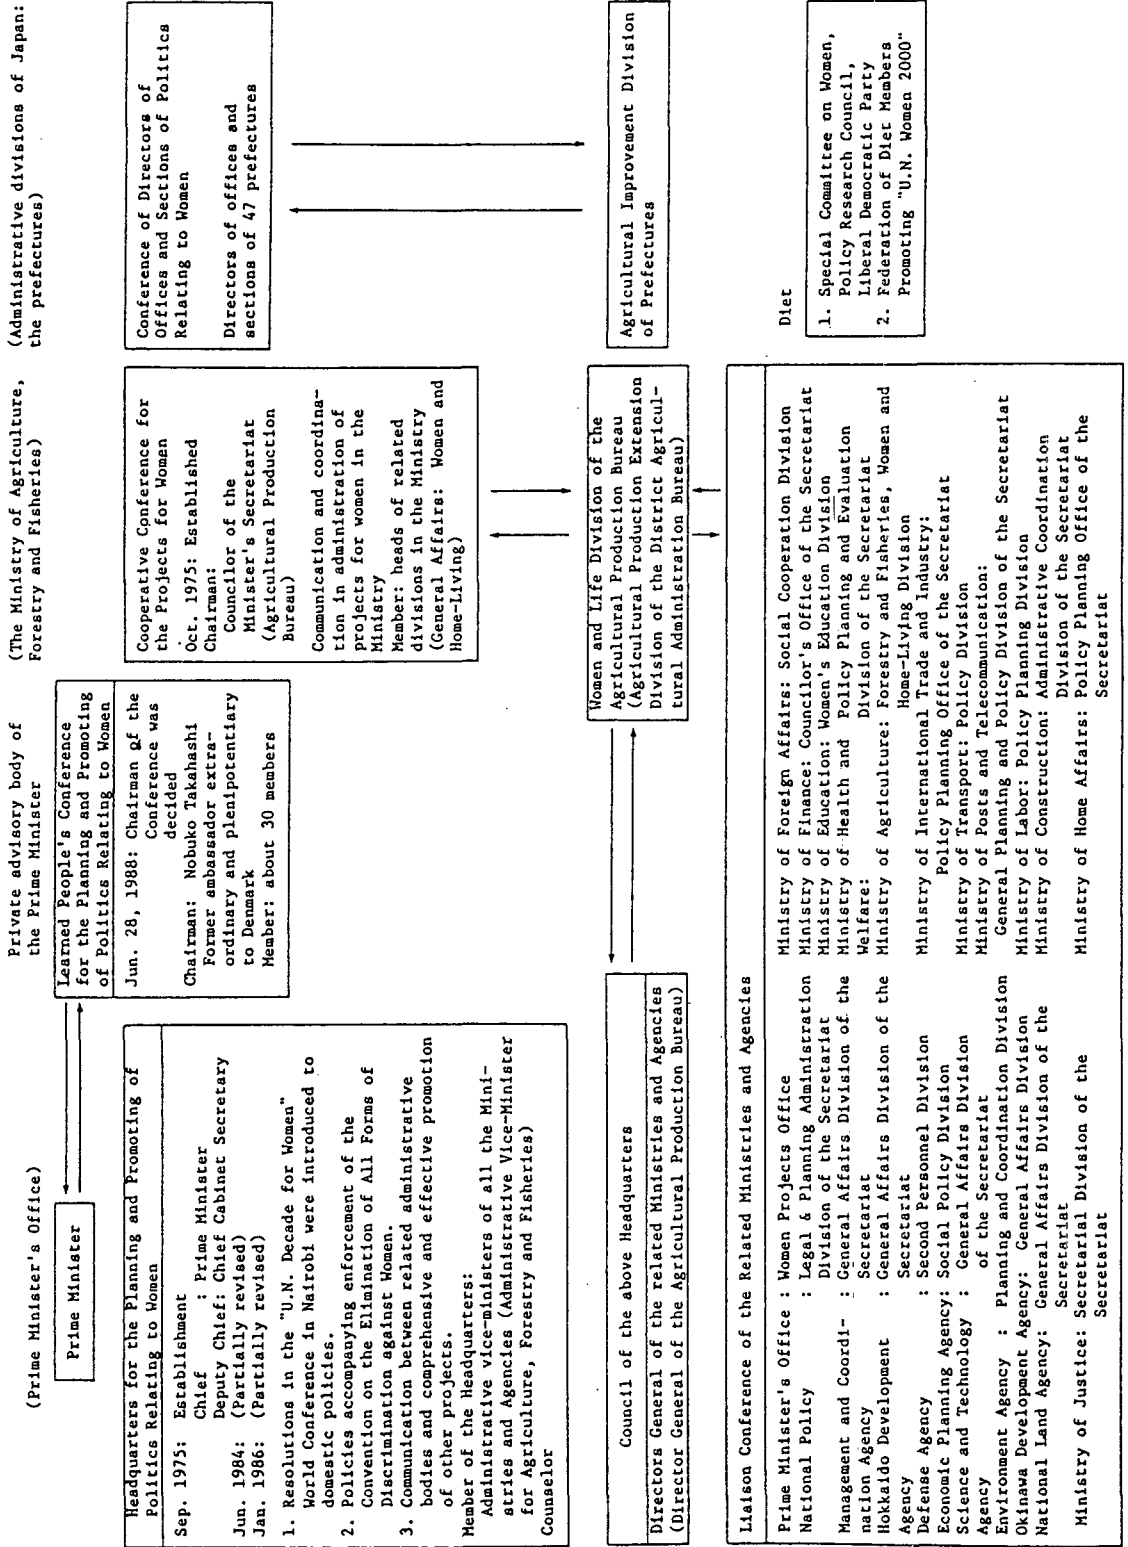 (Prime Minister's Office)
Prime Minister
Private advisory body of
the Prime Minister
Learned People's Conference
for the Planning and Promoting
of Politics Relating to Women
Jun. 28, 1988: Chairman of the
Conference was
decided
Chairman: Nobuko Takahashi
Former ambassador extra-
ordinary and plenipotentiary
to Denmark
Member: about 30 members
(The Ministry of Agriculture,
Forestry and Fisheries)
Cooperative Conference for
the Projects for Women
Oct. 1975: Established
Chairman:
Councilor of the
Minister's Secretariat
(Agricultural Production
Bureau)
Communication and coordina-
tion in administration of
projects for women in the
Ministry
Member: heads of related
divisions in the Ministry
(General Affairs: Women and
Home-Living)
(Administrative divisions of Japan:
the prefectures)
Conference of Directors of
Offices and Sections of Politics
Relating to Women
Directors of offices and
sections of 47 prefectures
Headquarters for the Planning and Promoting of
Politics Relating to Women
Sep. 1975: Establishment
Chief : Prime Minister
Deputy Chief: Chief Cabinet Secretary
Jun. 1984: (Partially revised)
Jan. 1986: (Partially revised)
1. Resolutions in the "U.N. Decade for Women"
World Conference in Nairobi were introduced to
domestic policies.
2. Policies accompanying enforcement of the
Convention on the Elimination of All Forms of
Discrimination against Women.
3. Communication between related administrative
bodies and comprehensive and effective promotion
of other projects.
Member of the Headquarters:
Administrative vice-ministers of all the Mini-
stries and Agencies (Administrative Vice-Minister
for Agriculture, Forestry and Fisheries)
Counselor
Council of the above Headquarters
Directors General of the related Ministries and Agencies
(Director General of the Agricultural Production Bureau)
Women and Life Division of the
Agricultural Production Bureau
(Agricultural Production Extension
Division of the District Agricul-
tural Administration Bureau)
Agricultural Improvement Division
of Prefectures
Liaison Conference of the Related Ministries and Agencies
Prime Minister's Office : Women Projects Office
National Policy : Legal & Planning Administration
Division of the Secretariat
Management and Coordi- : General Affairs Division of the
nation Agency Secretariat
Hokkaido Development : General Affairs Division of the
Agency Secretariat
Defense Agency : Second Personnel Division
Economic Planning Agency: Social Policy Division
Science and Technology : General Affairs Division
Agency of the Secretariat
Environment Agency : Planning and Coordination Division
Okinawa Development Agency: General Affairs Division
National Land Agency: General Affairs Division of the
Secretariat
Ministry of Justice: Secretarial Division of the
Secretariat
Ministry of Foreign Affairs: Social Cooperation Division
Ministry of Finance: Councilor's Office of the Secretariat
Ministry of Education: Women's Education Division
Ministry of Health and Policy Planning and Evaluation
Welfare: Division of the Secretariat
Ministry of Agriculture: Forestry and Fisheries, Women and
Home-Living Division
Ministry of International Trade and Industry:
Policy Planning Office of the Secretariat
Ministry of Transport: Policy Division
Ministry of Posts and Telecommunication:
General Planning and Policy Division of the Secretariat
Ministry of Labor: Policy Planning Division
Ministry of Construction: Administrative Coordination
Division of the Secretariat
Ministry of Home Affairs: Policy Planning Office of the
Secretariat
Diet
1. Special Committee on Women,
Policy Research Council,
Liberal Democratic Party
2. Federation of Diet Members
Promoting "U.N. Women 2000"